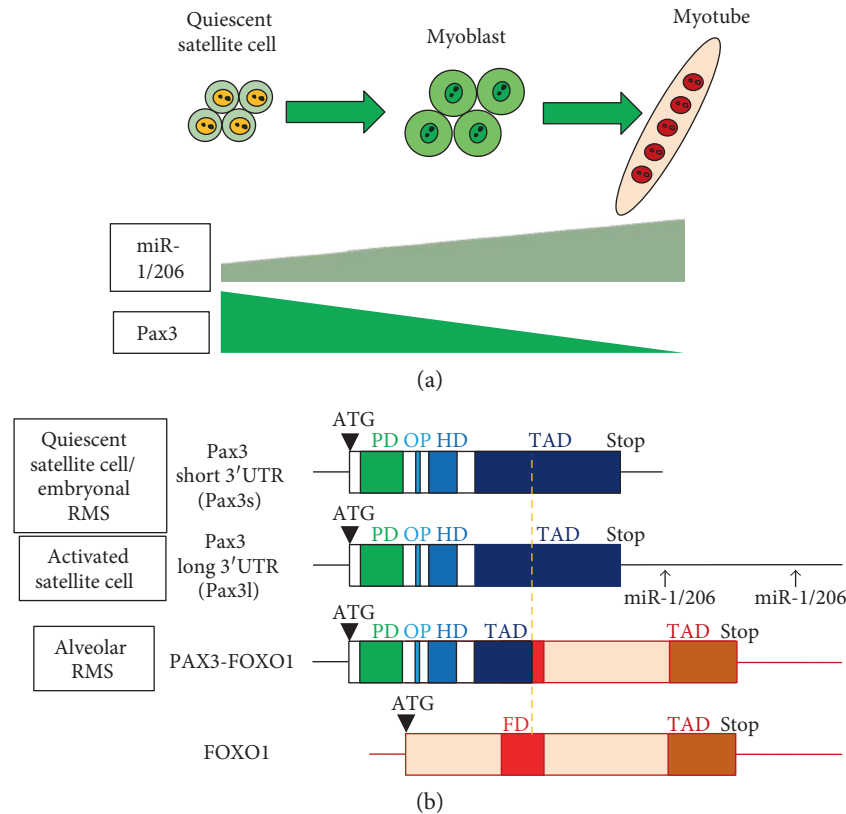 Quiescent
satellite cell
Myoblast
Myotube
miR-
1/206
Pax3
(a)
Quiescent
satellite cell/
embryonal
RMS
Pax3
short 3′UTR
(Pax3s)
ATG
PD OP HD TAD Stop
Activated
satellite cell
Pax3
long 3′UTR
(Pax3l)
ATG
PD OP HD TAD Stop
miR-1/206 miR-1/206
Alveolar
RMS
PAX3-FOXO1
ATG
PD OP HD TAD TAD Stop
FOXO1
ATG
FD TAD Stop
(b)